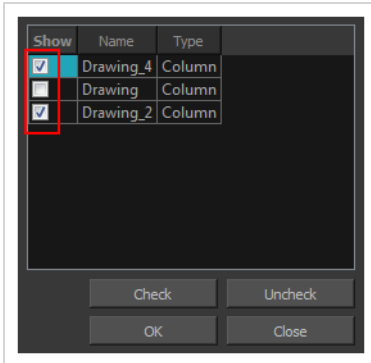 Show Name Type
Drawing_4 Column
Drawing Column
Drawing_2 Column
Check Uncheck
OK Close